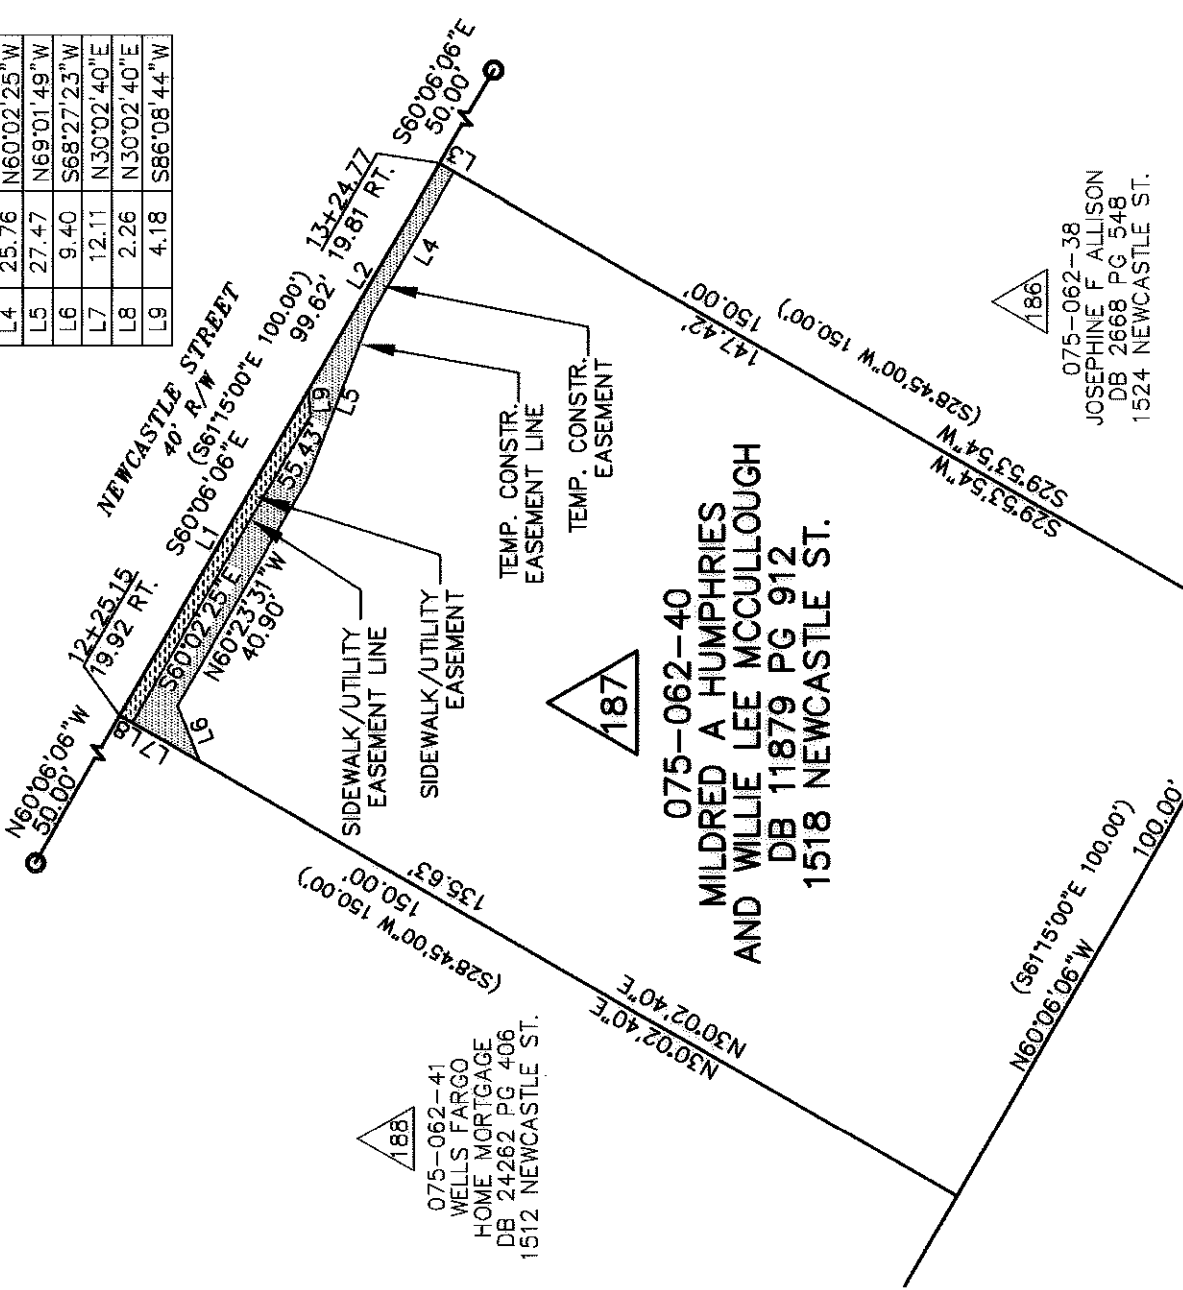 L4 25.76 N60°02'25"W
L5 27.47 N69°01'49"W
L6 9.40 S68°27'23"W
L7 12.11 N30°02'40"E
L8 2.26 N30°02'40"E
L9 4.18 S86°08'44"W
NEWCASTLE STREET
40' R/W
(S61°15'00"E 100.00')
S60°06'06"E
99.62'
L1
L2
N60°06'06"W
50.00'
12+25.15
19.92 RT.
13+24.77
19.81 RT.
S60°06'06"E
50.00'
L3
L4
L5
L9
55.43'
S60°02'25"E
N60°23'31"W
40.90'
L8
L7
L6
SIDEWALK/UTILITY
EASEMENT LINE
SIDEWALK/UTILITY
EASEMENT
TEMP. CONSTR.
EASEMENT LINE
TEMP. CONSTR.
EASEMENT
135.63'
150.00'
(S28°45'00"W 150.00')
N30°02'40"E
N30°02'40"E
147.42'
150.00'
(S28°45'00"W 150.00')
S29°53'54"W
S29°53'54"W
187
075-062-40
MILDRED A HUMPHRIES
AND WILLIE LEE MCCULLOUGH
DB 11879 PG 912
1518 NEWCASTLE ST.
188
075-062-41
WELLS FARGO
HOME MORTGAGE
DB 24262 PG 406
1512 NEWCASTLE ST.
186
075-062-38
JOSEPHINE F ALLISON
DB 2668 PG 548
1524 NEWCASTLE ST.
(S61°15'00"E 100.00')
N60°06'06"W
100.00'